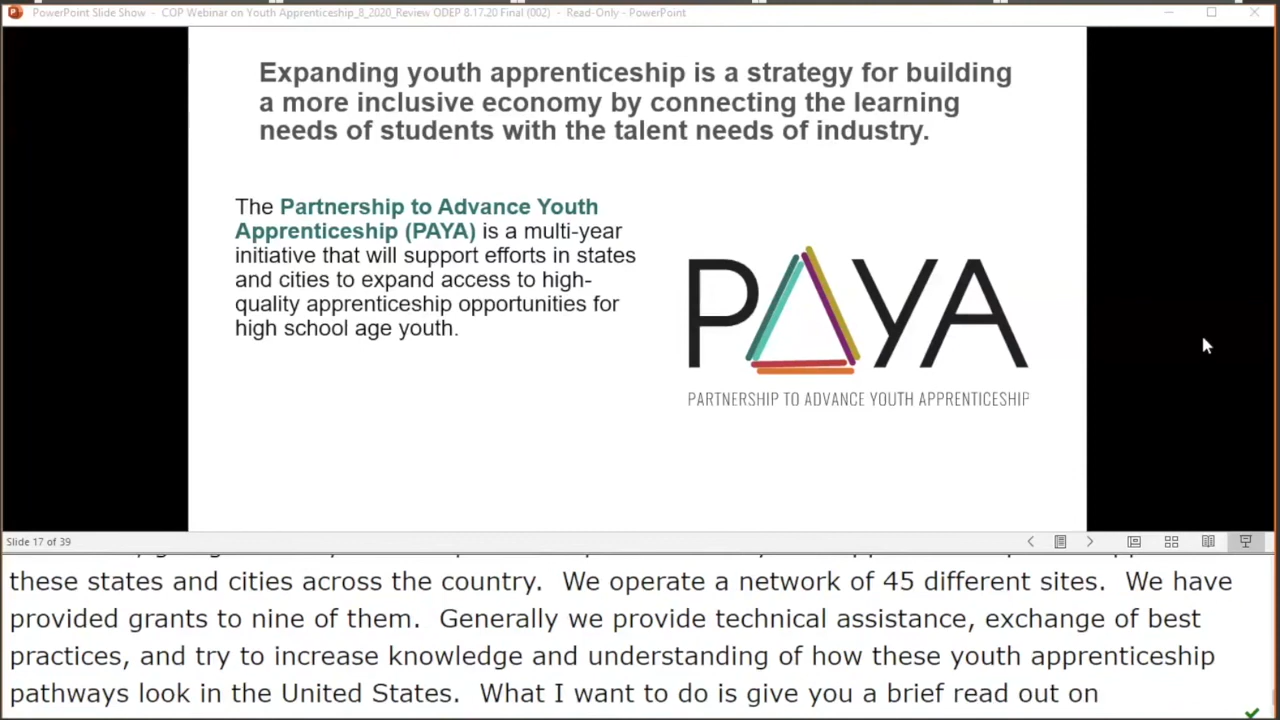 PowerPoint Slide Show - COP Webinar on Youth Apprenticeship_8_2020_Review ODEP 8.17.20 Final (002) - Read-Only - PowerPoint
Expanding youth apprenticeship is a strategy for building
a more inclusive economy by connecting the learning
needs of students with the talent needs of industry.
The Partnership to Advance Youth
Apprenticeship (PAYA) is a multi-year
initiative that will support efforts in states
and cities to expand access to high-
quality apprenticeship opportunities for
high school age youth.
PAYA
PARTNERSHIP TO ADVANCE YOUTH APPRENTICESHIP
Slide 17 of 39
these states and cities across the country.  We operate a network of 45 different sites.  We have
provided grants to nine of them.  Generally we provide technical assistance, exchange of best
practices, and try to increase knowledge and understanding of how these youth apprenticeship
pathways look in the United States.  What I want to do is give you a brief read out on